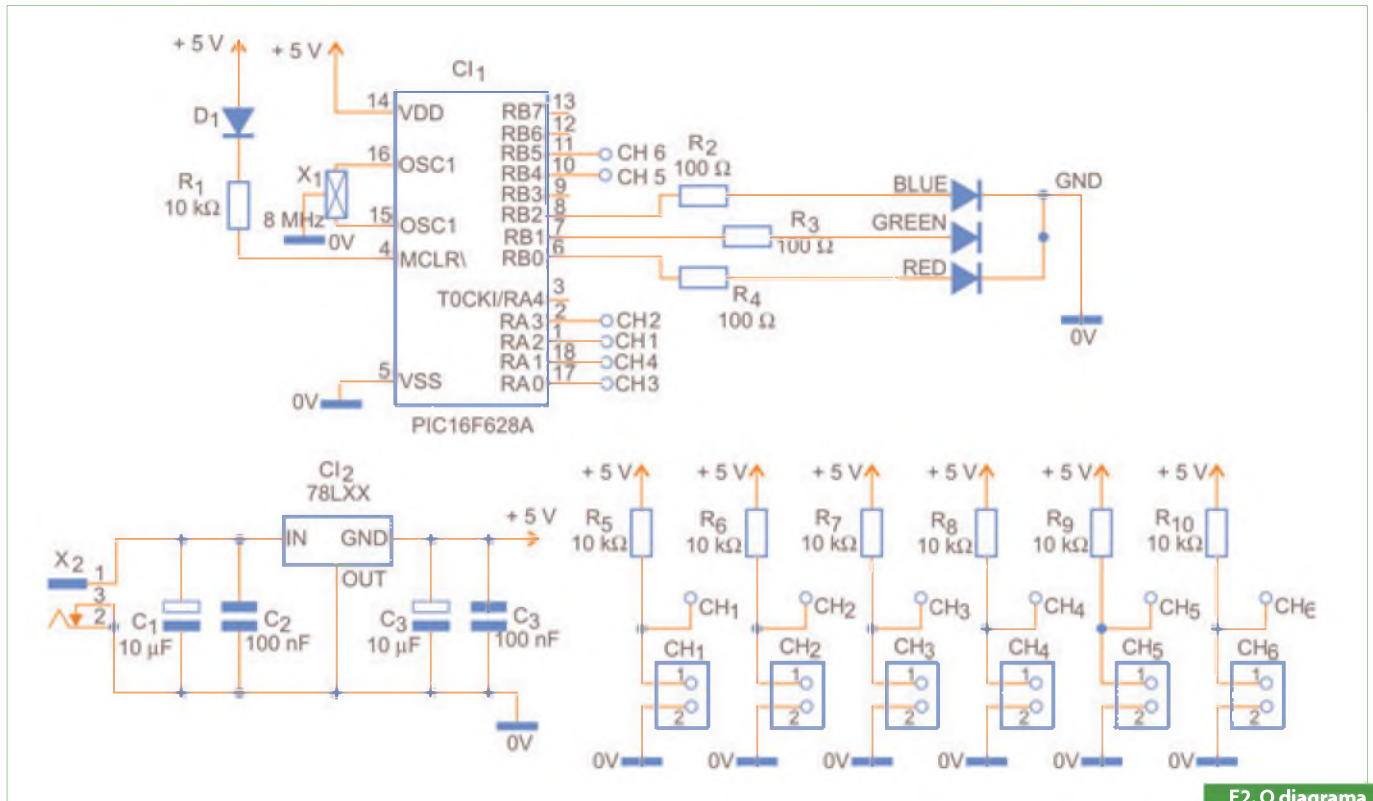 + 5 V
+ 5 V
CI1
D1
14
VDD
RB7
13
RB6
12
RB5
11
CH 6
RB4
10
CH 5
RB3
9
RB2
8
RB1
7
RB0
6
16
OSC1
X1
8 MHz
0V
15
OSC1
R1
10 kΩ
4
MCLR\
T0CKI/RA4
3
RA3
2
CH2
RA2
1
CH1
RA1
18
CH4
RA0
17
CH3
5
VSS
0V
PIC16F628A
R2
100 Ω
R3
100 Ω
R4
100 Ω
BLUE
GREEN
RED
GND
0V
CI2
78LXX
IN
GND
OUT
+ 5 V
X2
1
3
2
C1
10 µF
C2
100 nF
C3
10 µF
C3
100 nF
0V
+ 5 V
+ 5 V
+ 5 V
+ 5 V
+ 5 V
+ 5 V
R5
10 kΩ
R6
10 kΩ
R7
10 kΩ
R8
10 kΩ
R9
10 kΩ
R10
10 kΩ
CH1
CH2
CH3
CH4
CH5
CH6
CH1
1
2
CH2
1
2
CH3
1
2
CH4
1
2
CH5
1
2
CH6
1
2
0V
0V
0V
0V
0V
0V
F2. O diagrama